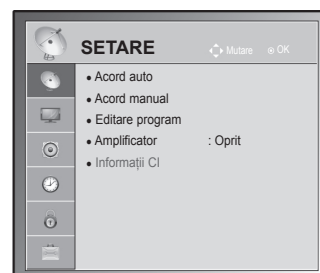 SETARE Mutare OK
• Acord auto
• Acord manual
• Editare program
• Amplificator : Oprit
• Informații CI